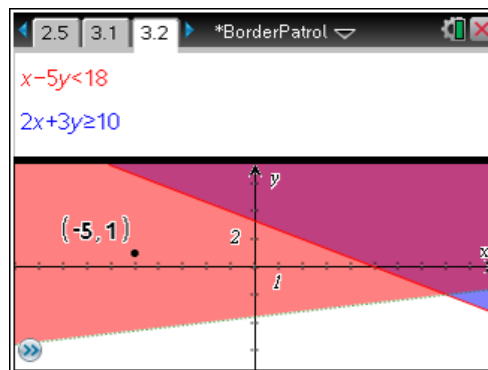 2.5 3.1 3.2 *BorderPatrol
x−5y<18
2x+3y≥10
y
(-5,1)
2
x
1